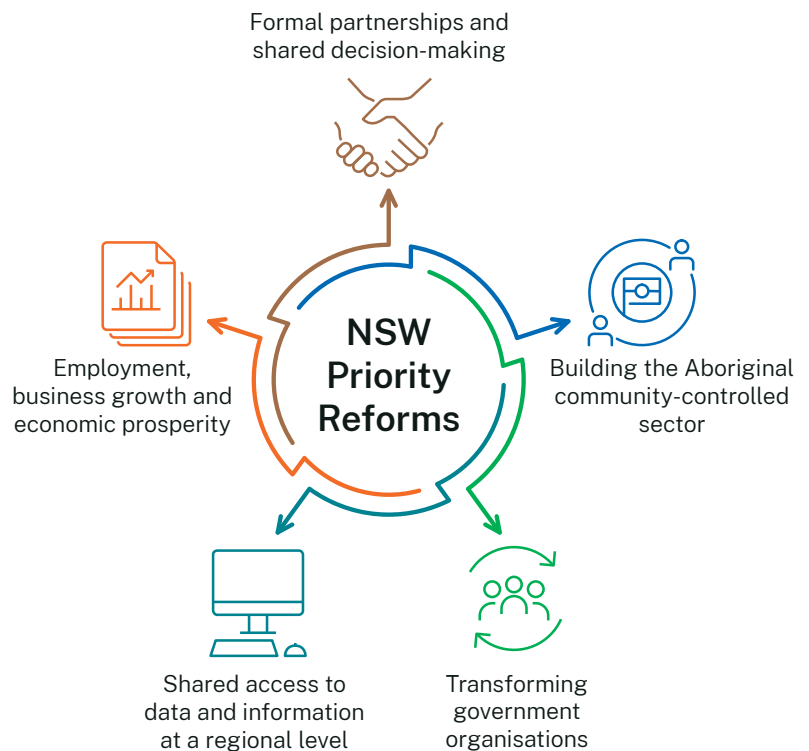 Formal partnerships and
shared decision-making
NSW
Priority
Reforms
Building the Aboriginal
community-controlled
sector
Transforming
government
organisations
Shared access to
data and information
at a regional level
Employment,
business growth and
economic prosperity